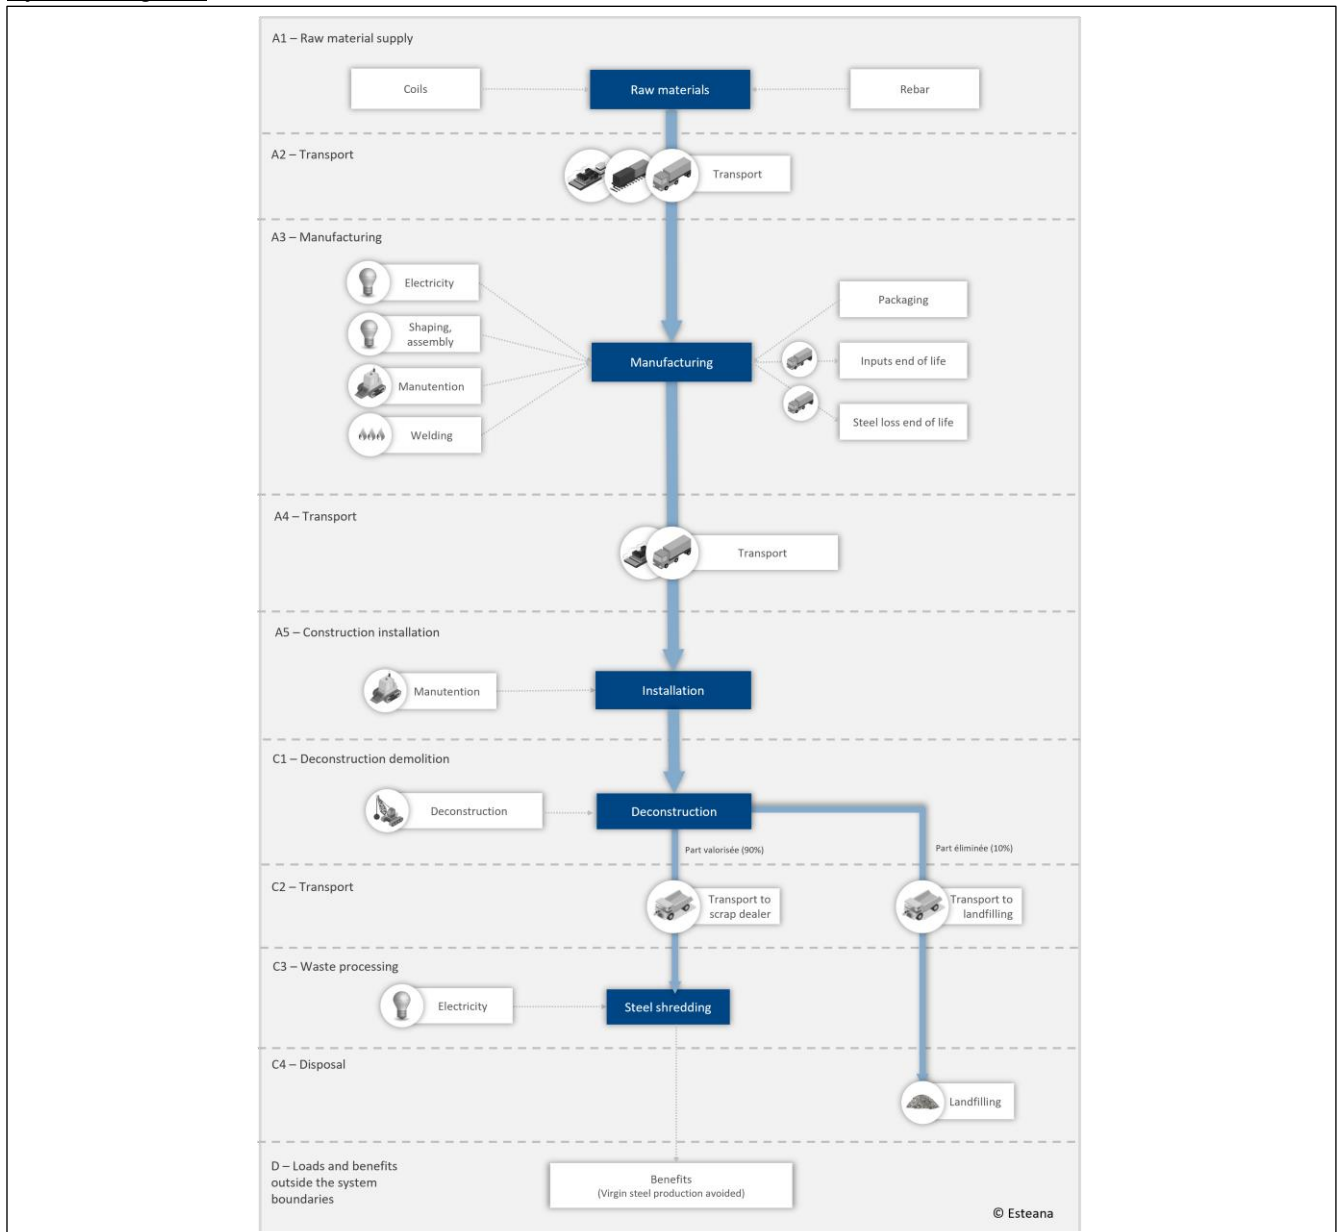 A1 – Raw material supply
Coils
Raw materials
Rebar
A2 – Transport
Transport
A3 – Manufacturing
Electricity
Packaging
Shaping,
assembly
Manufacturing
Inputs end of life
Manutention
Steel loss end of life
Welding
A4 – Transport
Transport
A5 – Construction installation
Manutention
Installation
C1 – Deconstruction demolition
Deconstruction
Deconstruction
Part valorisée (90%)
Part éliminée (10%)
C2 – Transport
Transport to
scrap dealer
Transport to
landfilling
C3 – Waste processing
Electricity
Steel shredding
C4 – Disposal
Landfilling
D – Loads and benefits
outside the system
boundaries
Benefits
(Virgin steel production avoided)
© Esteana